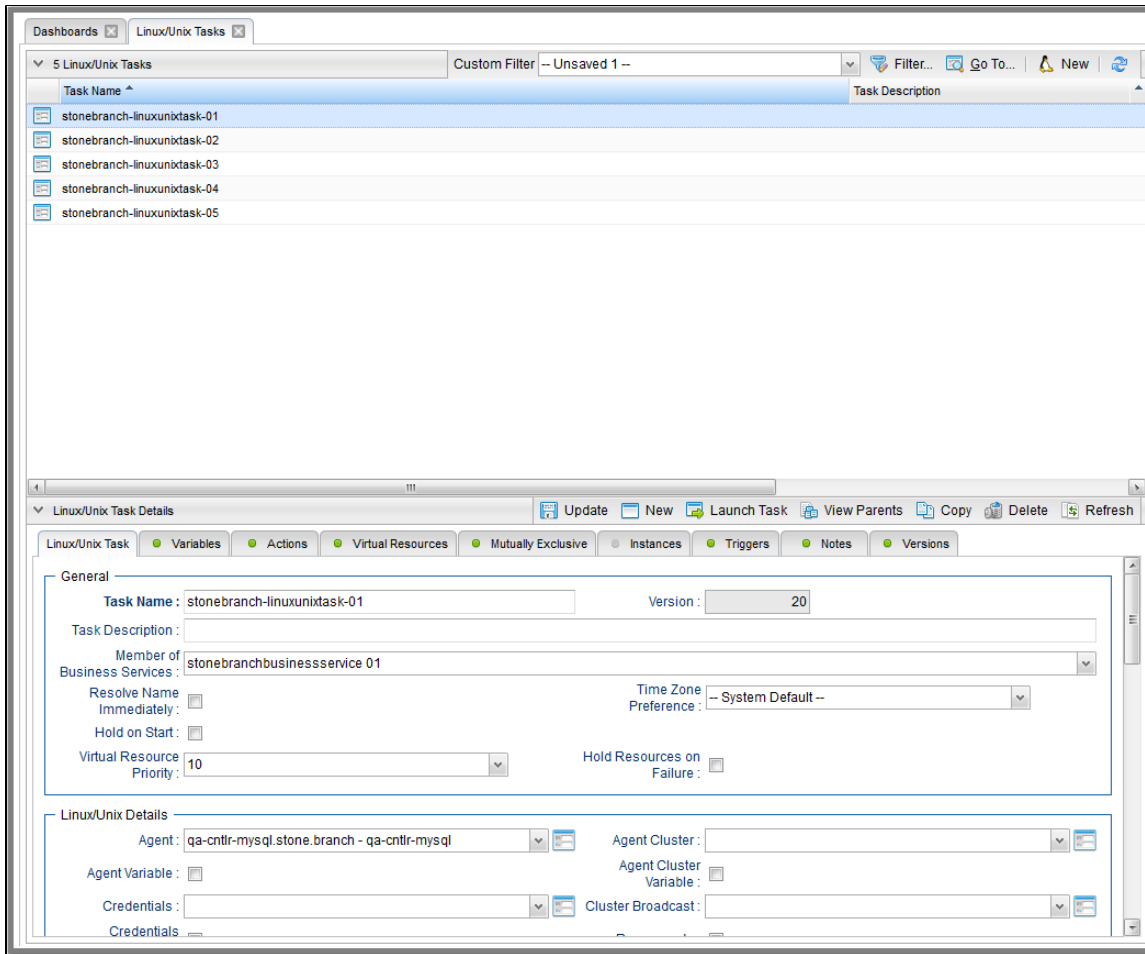 Dashboards Linux/Unix Tasks
5 Linux/Unix Tasks Custom Filter -- Unsaved 1 -- Filter... Go To... New
Task Name Task Description
stonebranch-linuxunixtask-01
stonebranch-linuxunixtask-02
stonebranch-linuxunixtask-03
stonebranch-linuxunixtask-04
stonebranch-linuxunixtask-05
Linux/Unix Task Details Update New Launch Task View Parents Copy Delete Refresh
Linux/Unix Task Variables Actions Virtual Resources Mutually Exclusive Instances Triggers Notes Versions
General
Task Name : stonebranch-linuxunixtask-01 Version : 20
Task Description :
Member of
Business Services : stonebranchbusinessservice 01
Resolve Name
Immediately :
Time Zone
Preference : -- System Default --
Hold on Start :
Virtual Resource
Priority : 10
Hold Resources on
Failure :
Linux/Unix Details
Agent : qa-cntlr-mysql.stone.branch - qa-cntlr-mysql Agent Cluster :
Agent Variable :
Agent Cluster
Variable :
Credentials : Cluster Broadcast :
Credentials